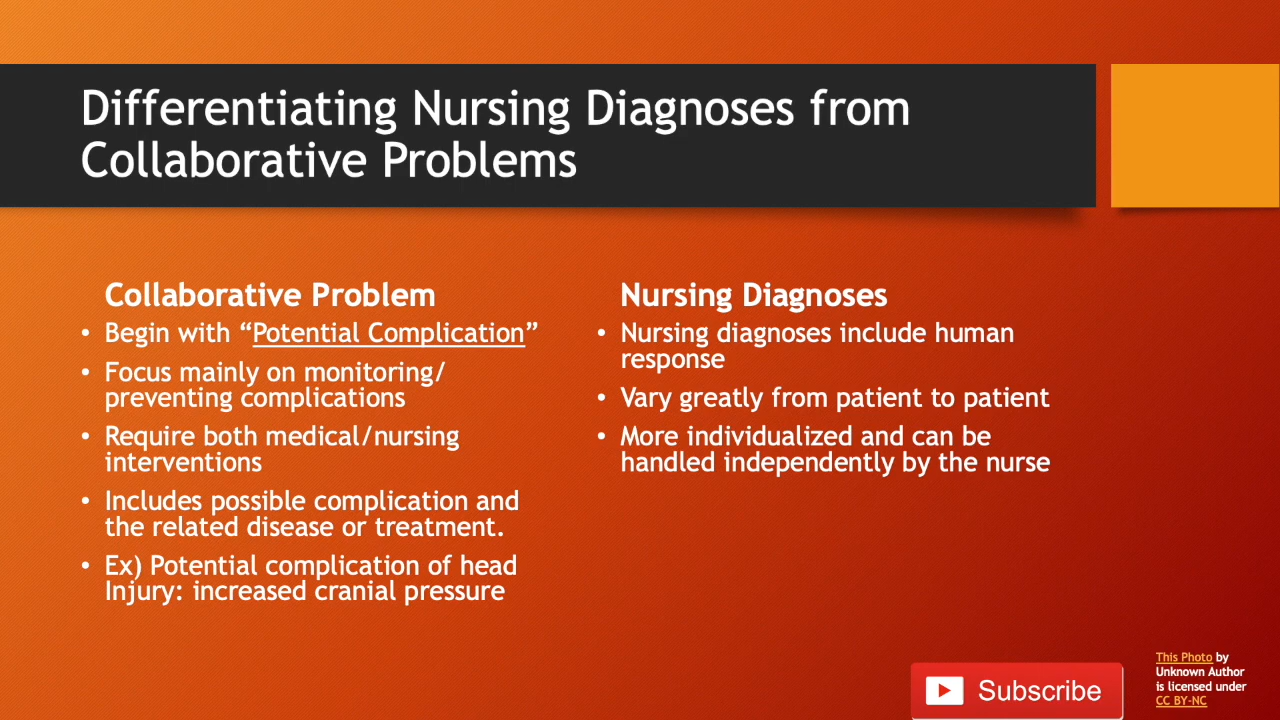 Differentiating Nursing Diagnoses from
Collaborative Problems
Collaborative Problem
• Begin with “Potential Complication”
• Focus mainly on monitoring/
preventing complications
• Require both medical/nursing
interventions
• Includes possible complication and
the related disease or treatment.
• Ex) Potential complication of head
Injury: increased cranial pressure
Nursing Diagnoses
• Nursing diagnoses include human
response
• Vary greatly from patient to patient
• More individualized and can be
handled independently by the nurse
Subscribe
This Photo by
Unknown Author
is licensed under
CC BY-NC